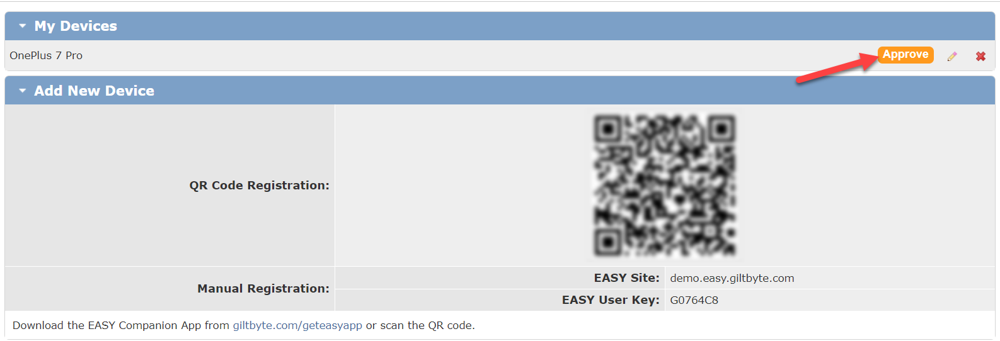 My Devices
OnePlus 7 Pro Approve
Add New Device
QR Code Registration:
Manual Registration:
EASY Site: demo.easy.giltbyte.com
EASY User Key: G0764C8
Download the EASY Companion App from giltbyte.com/geteasyapp or scan the QR code.